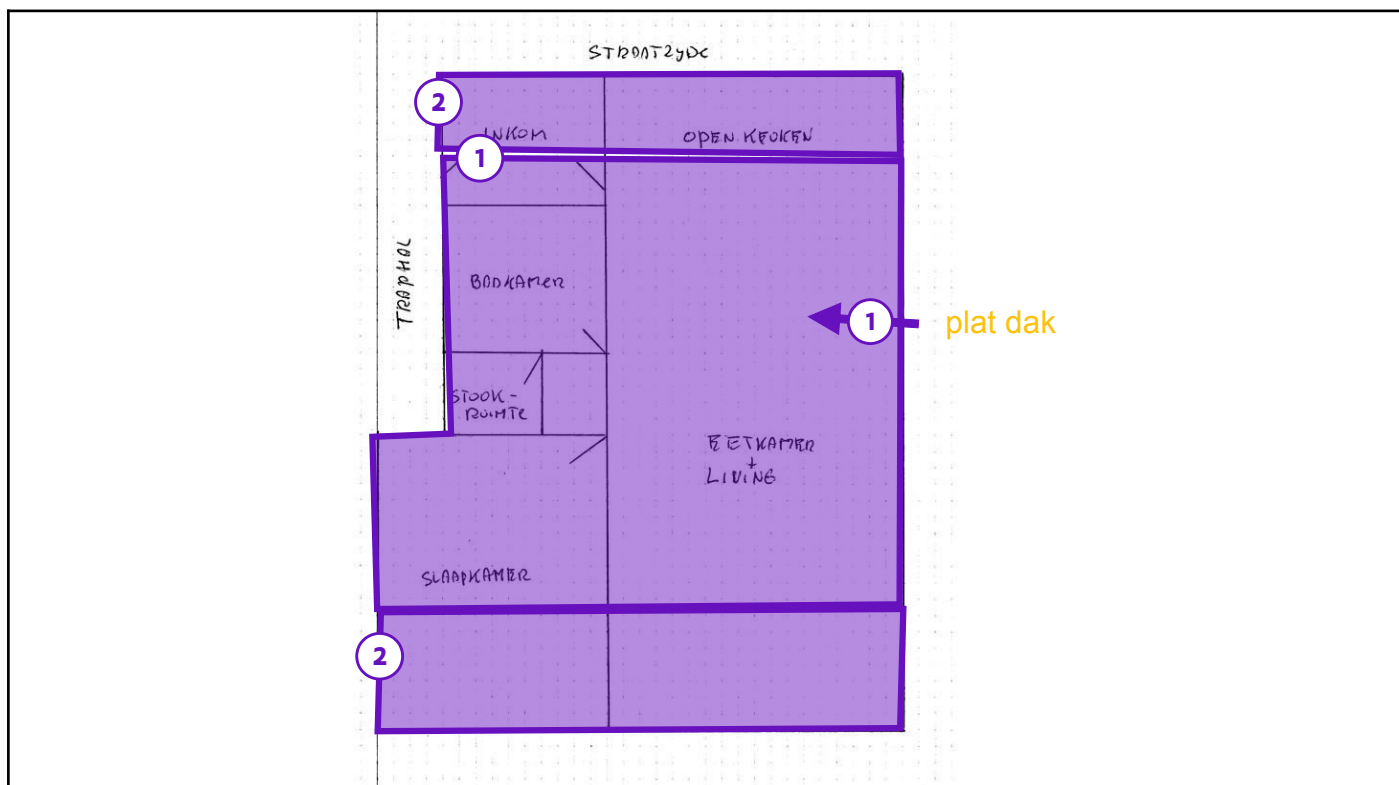 STRAATZYDE
2
INKOM
OPEN KEUKEN
1
TRAPHAL
BADKAMER
1
plat dak
STOOK-
RUIMTE
EETKAMER
+
LIVING
SLAAPKAMER
2